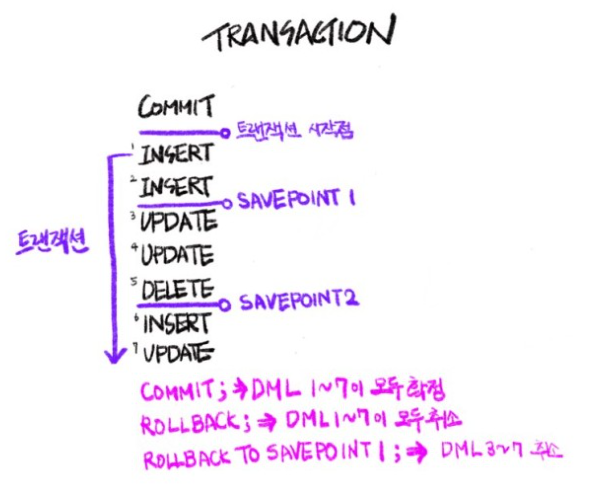 TRANSACTION
COMMIT
트랜잭션 시작점
1 INSERT
2 INSERT
SAVEPOINT 1
3 UPDATE
트랜잭션
4 UPDATE
5 DELETE
SAVEPOINT2
6 INSERT
7 UPDATE
COMMIT; ⇒ DML 1~7이 모두 확정
ROLLBACK; ⇒ DML 1~7이 모두 취소
ROLLBACK TO SAVEPOINT 1; ⇒ DML 3~7 취소